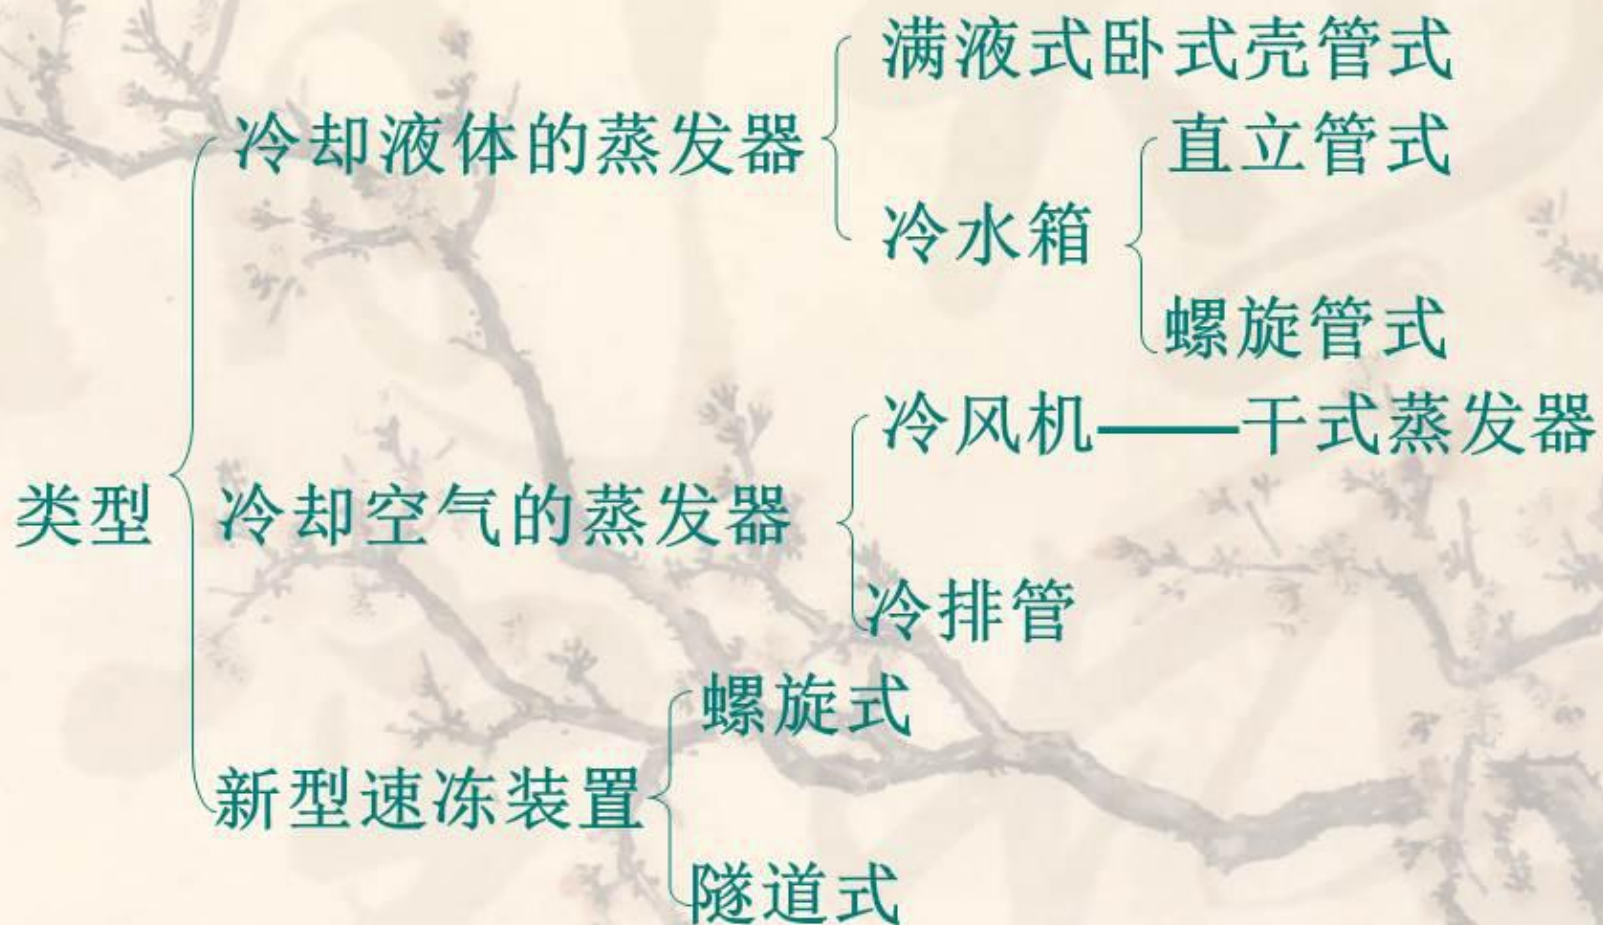 类型
冷却液体的蒸发器
满液式卧式壳管式
冷水箱
直立管式
螺旋管式
冷却空气的蒸发器
冷风机——干式蒸发器
冷排管
新型速冻装置
螺旋式
隧道式